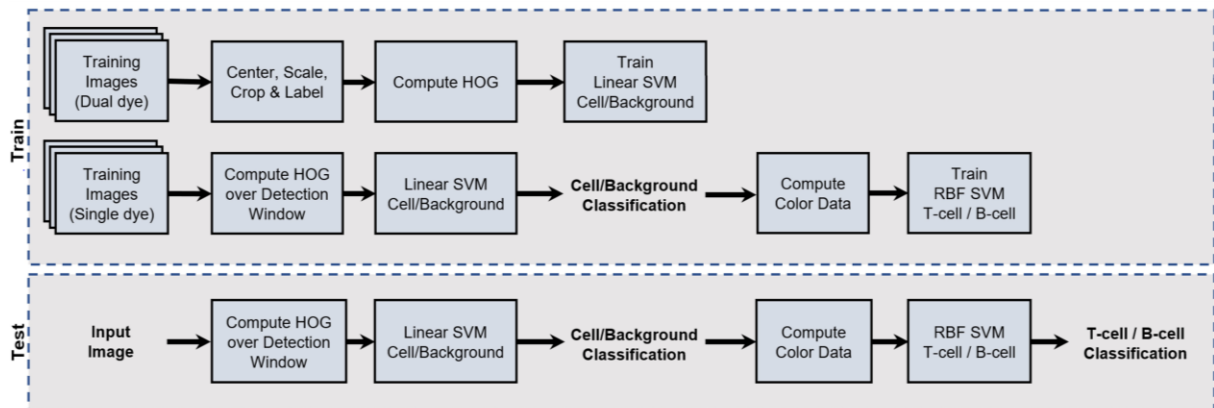 Train
Training
Images
(Dual dye)
Center, Scale,
Crop & Label
Compute HOG
Train
Linear SVM
Cell/Background
Training
Images
(Single dye)
Compute HOG
over Detection
Window
Linear SVM
Cell/Background
Cell/Background
Classification
Compute
Color Data
Train
RBF SVM
T-cell / B-cell
Test
Input
Image
Compute HOG
over Detection
Window
Linear SVM
Cell/Background
Cell/Background
Classification
Compute
Color Data
RBF SVM
T-cell / B-cell
T-cell / B-cell
Classification